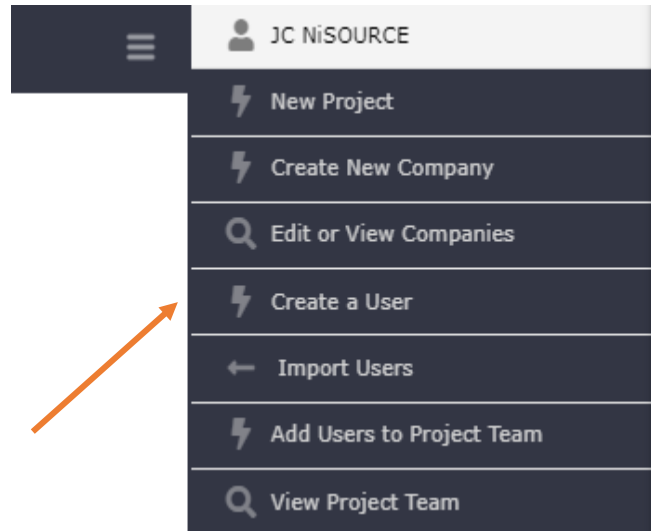 JC NiSOURCE
New Project
Create New Company
Edit or View Companies
Create a User
Import Users
Add Users to Project Team
View Project Team